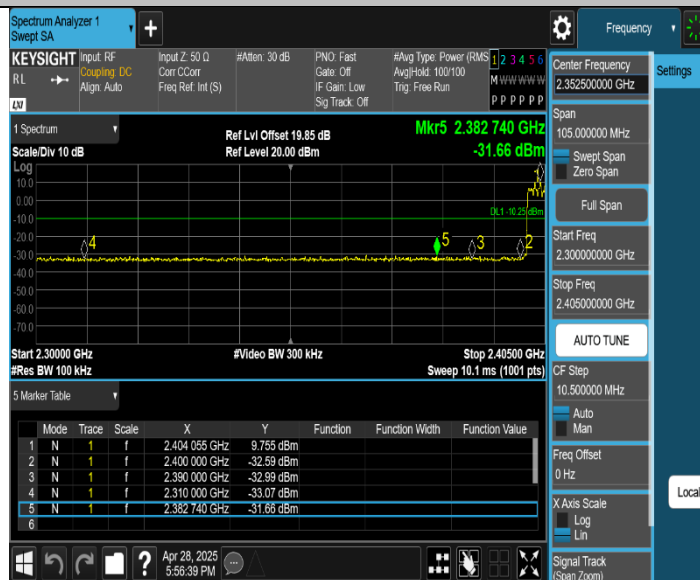 Spectrum Analyzer 1
Swept SA
Frequency
KEYSIGHT
Input: RF
Input Z: 50 Ω
#Atten: 30 dB
PNO: Fast
#Avg Type: Power (RMS
1 2 3 4 5 6
R L
Coupling: DC
Corr CCorr
Gate: Off
Avg|Hold: 100/100
M W W W W W
Align: Auto
Freq Ref: Int (S)
IF Gain: Low
Trig: Free Run
Sig Track: Off
P P P P P P
LXI
Center Frequency
2.352500000 GHz
Settings
Span
105.000000 MHz
Swept Span
Zero Span
Full Span
Start Freq
2.300000000 GHz
Stop Freq
2.405000000 GHz
AUTO TUNE
CF Step
10.500000 MHz
Auto
Man
Freq Offset
0 Hz
X Axis Scale
Log
Lin
Signal Track
(Span Zoom)
Local
1 Spectrum
Ref Lvl Offset 19.85 dB
Mkr5 2.382 740 GHz
Scale/Div 10 dB
Ref Level 20.00 dBm
-31.66 dBm
Log
10.0
0.00
-10.0
DL1 -10.25 dBm
-20.0
-30.0
-40.0
-50.0
-60.0
-70.0
4
5
3
2
1
Start 2.30000 GHz
#Video BW 300 kHz
Stop 2.40500 GHz
#Res BW 100 kHz
Sweep 10.1 ms (1001 pts)
5 Marker Table
Mode Trace Scale X Y Function Function Width Function Value
1 N 1 f 2.404 055 GHz 9.755 dBm
2 N 1 f 2.400 000 GHz -32.59 dBm
3 N 1 f 2.390 000 GHz -32.99 dBm
4 N 1 f 2.310 000 GHz -33.07 dBm
5 N 1 f 2.382 740 GHz -31.66 dBm
6
?
Apr 28, 2025
5:56:39 PM